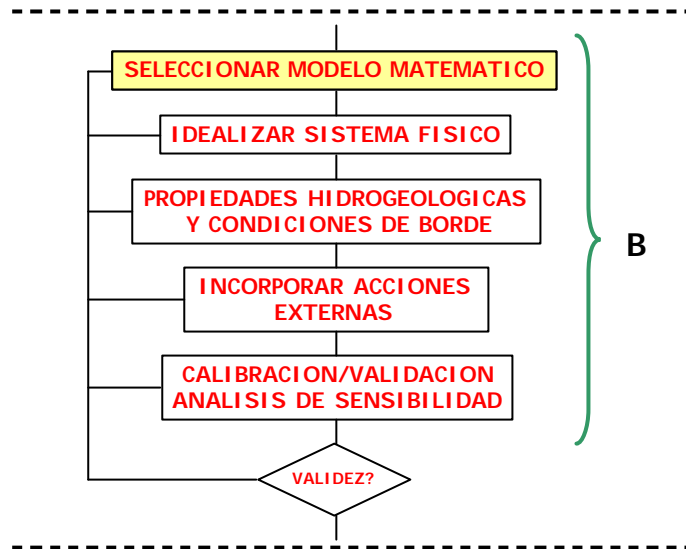 SELECCIONAR MODELO MATEMATICO
IDEALIZAR SISTEMA FISICO
PROPIEDADES HIDROGEOLOGICAS
Y CONDICIONES DE BORDE
INCORPORAR ACCIONES
EXTERNAS
CALIBRACION/VALIDACION
ANALISIS DE SENSIBILIDAD
VALIDEZ?
B